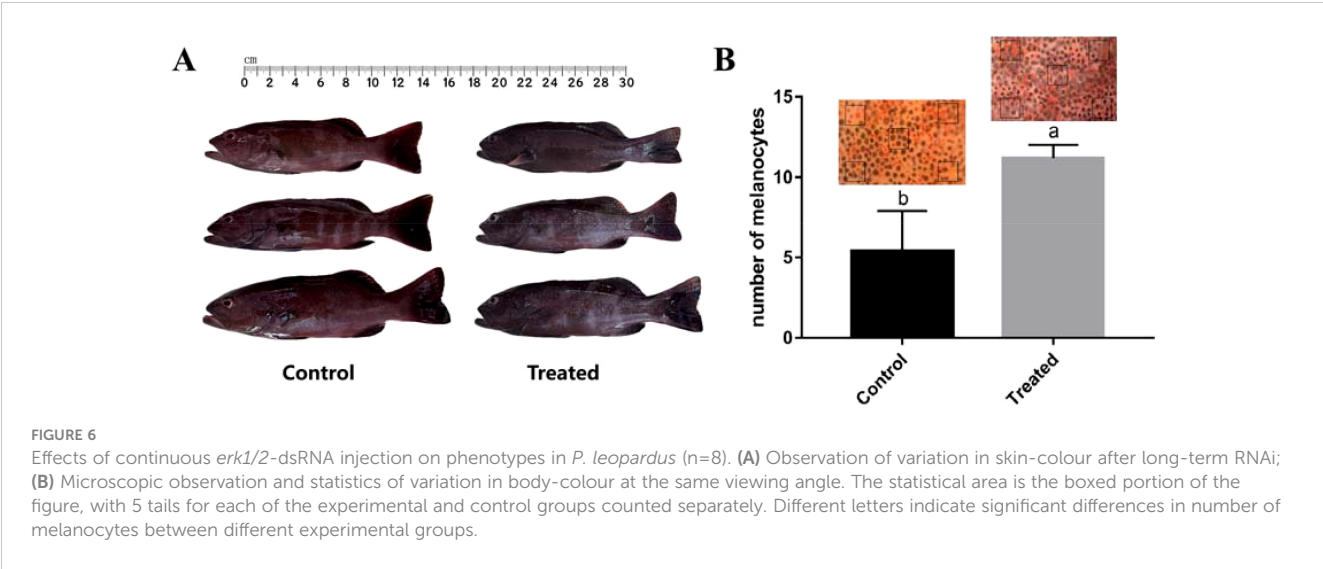 A
cm
0 2 4 6 8 10 12 14 16 18 20 22 24 26 28 30
Control
Treated
B
number of melanocytes
15
10
5
0
b
a
Control
Treated
FIGURE 6
Effects of continuous erk1/2-dsRNA injection on phenotypes in P. leopardus (n=8). (A) Observation of variation in skin-colour after long-term RNAi;
(B) Microscopic observation and statistics of variation in body-colour at the same viewing angle. The statistical area is the boxed portion of the
figure, with 5 tails for each of the experimental and control groups counted separately. Different letters indicate significant differences in number of
melanocytes between different experimental groups.